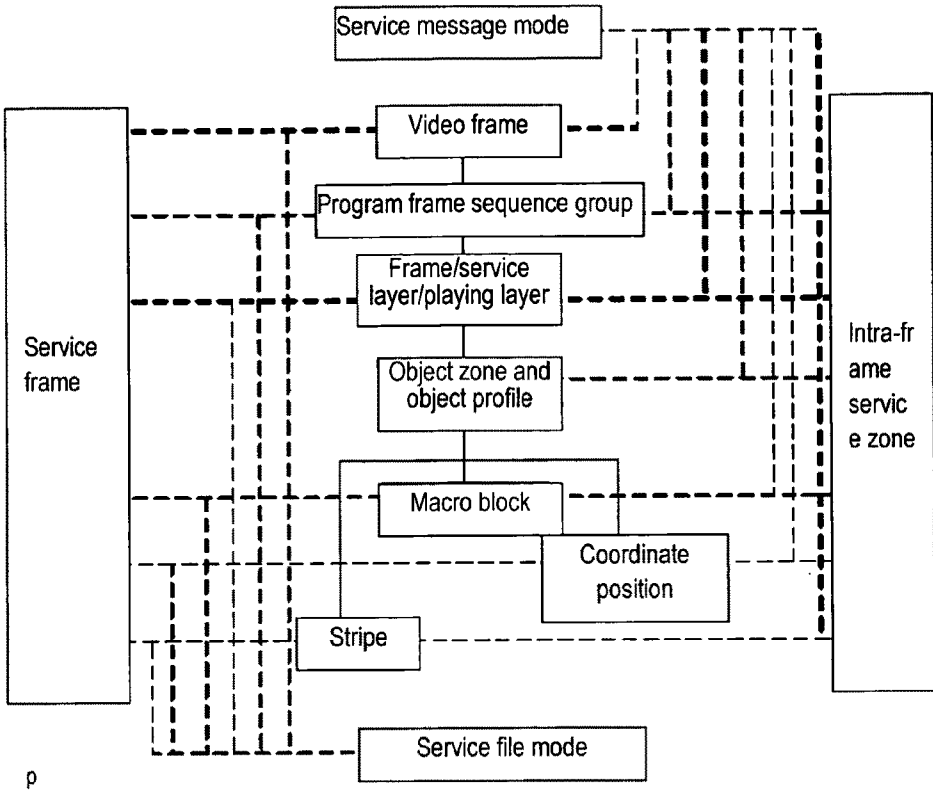 Service message mode
Video frame
Program frame sequence group
Frame/service
layer/playing layer
Service
frame
Object zone and
object profile
Intra-fr
ame
servic
e zone
Macro block
Coordinate
position
Stripe
Service file mode
p